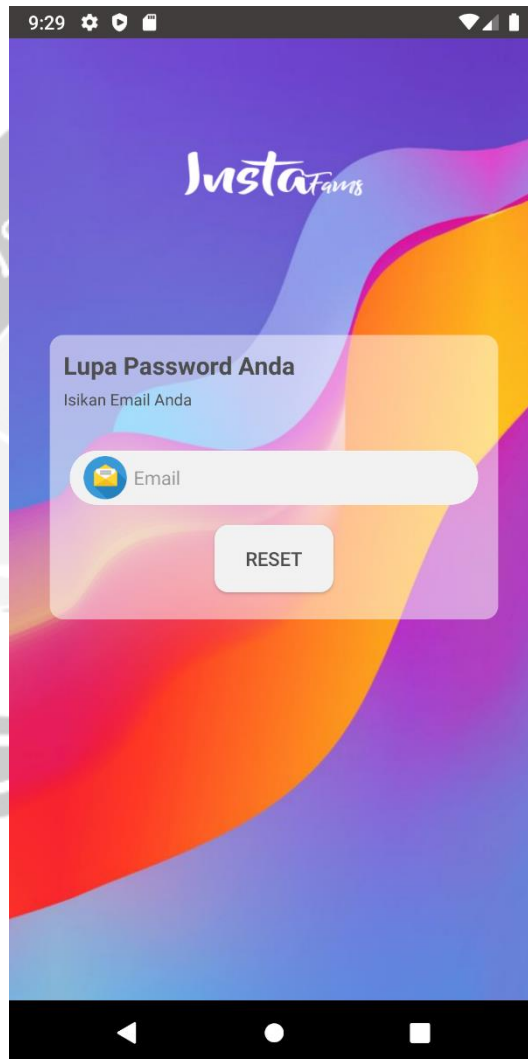 9:29
InstaFams
Lupa Password Anda
Isikan Email Anda
Email
RESET